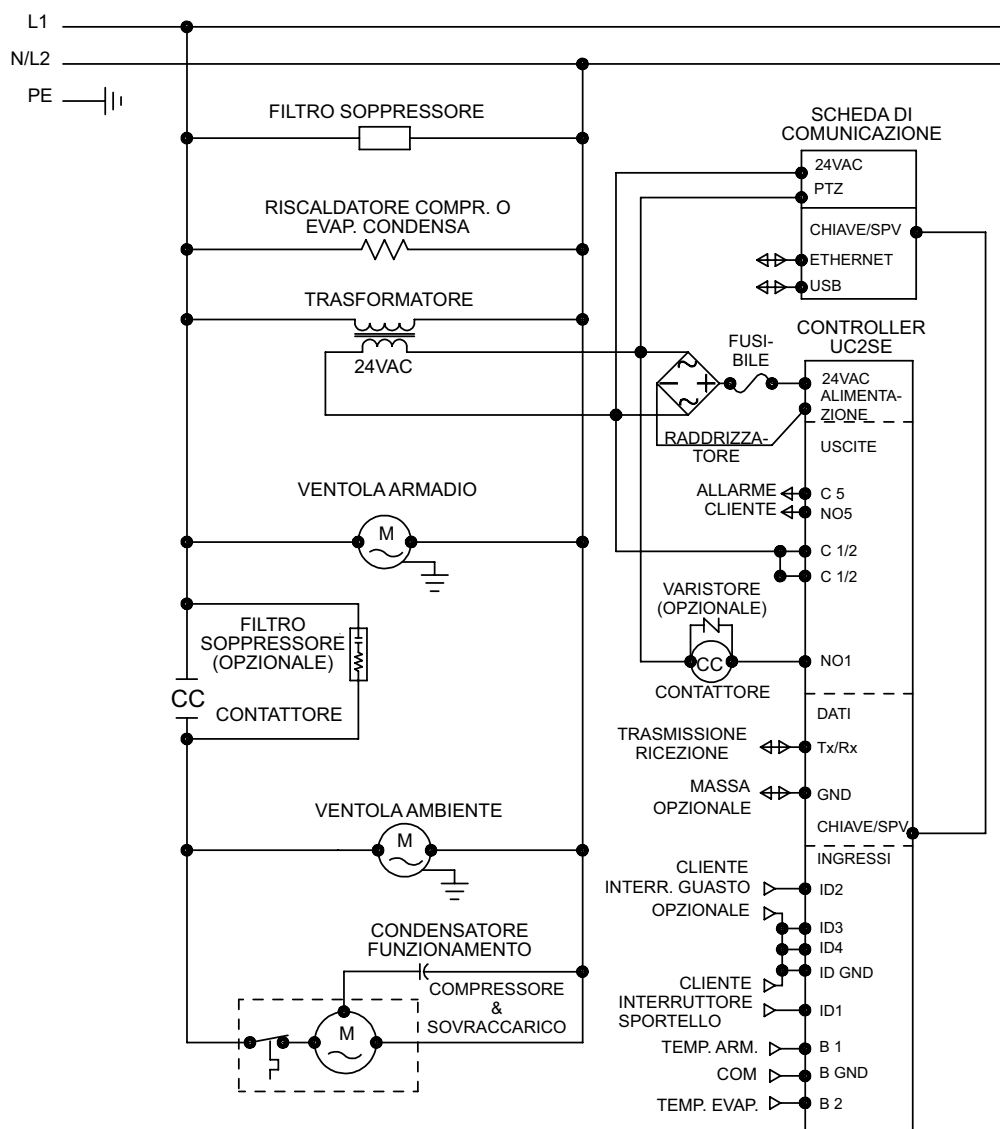 L1
N/L2
PE
FILTRO SOPPRESSORE
SCHEDA DI
COMUNICAZIONE
24VAC
PTZ
RISCALDATORE COMPR. O
EVAP. CONDENSA
CHIAVE/SPV
ETHERNET
USB
TRASFORMATORE
24VAC
FUSI-
BILE
CONTROLLER
UC2SE
24VAC
ALIMENTA-
ZIONE
RADDRIZZA-
TORE
USCITE
VENTOLA ARMADIO
M
ALLARME
CLIENTE
C 5
NO5
C 1/2
C 1/2
FILTRO
SOPPRESSORE
(OPZIONALE)
VARISTORE
(OPZIONALE)
CC
CONTATTORE
NO1
CC
CONTATTORE
DATI
TRASMISSIONE
RICEZIONE
Tx/Rx
MASSA
OPZIONALE
GND
CHIAVE/SPV
VENTOLA AMBIENTE
M
INGRESSI
CLIENTE
INTERR. GUASTO
ID2
OPZIONALE
ID3
ID4
ID GND
CONDENSATORE
FUNZIONAMENTO
COMPRESSORE
&
SOVRACCARICO
M
CLIENTE
INTERRUTTORE
SPORTELLO
ID1
TEMP. ARM.
B 1
COM
B GND
TEMP. EVAP.
B 2